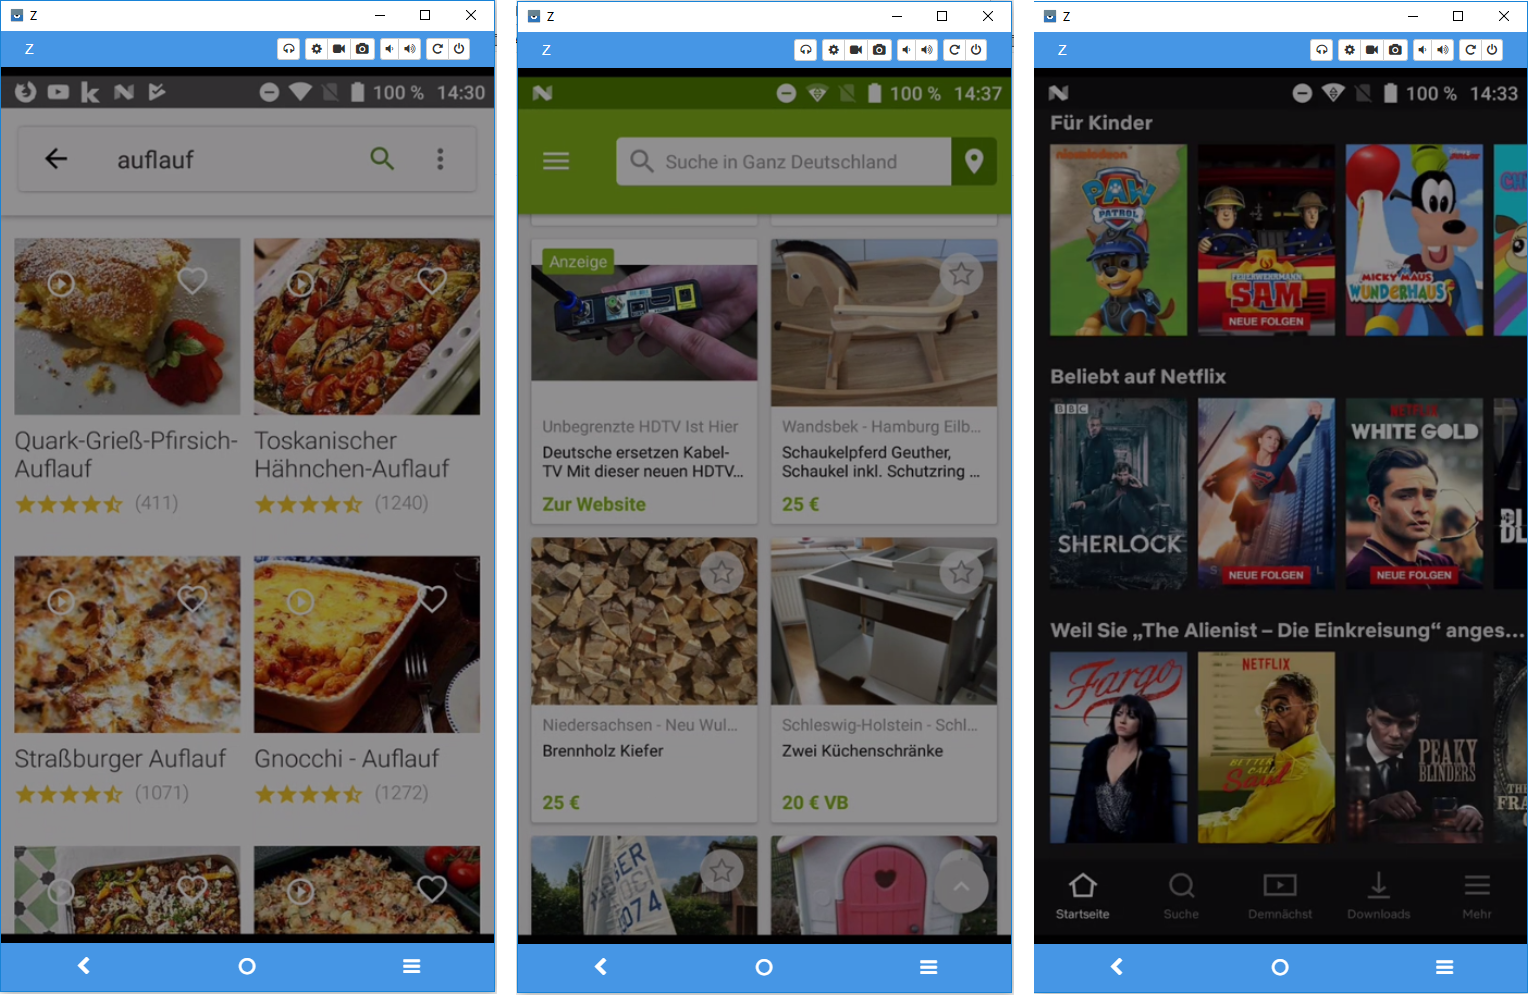 Z
Z
100 % 14:30
auflauf
Quark-Grieß-Pfirsich-
Auflauf
(411)
Toskanischer
Hähnchen-Auflauf
(1240)
Straßburger Auflauf
(1071)
Gnocchi - Auflauf
(1272)
Z
Z
100 % 14:37
Suche in Ganz Deutschland
Anzeige
Unbegrenzte HDTV Ist Hier
Deutsche ersetzen Kabel-
TV Mit dieser neuen HDTV...
Zur Website
Wandsbek - Hamburg Eilb...
Schaukelpferd Geuther,
Schaukel inkl. Schutzring ...
25 €
Niedersachsen - Neu Wul...
Brennholz Kiefer
25 €
Schleswig-Holstein - Schl...
Zwei Küchenschränke
20 € VB
074
Z
Z
100 % 14:33
Für Kinder
nickelodeon
PAW
PATROL
FEUERWEHRMANN
SAM
NEUE FOLGEN
MICKY MAUS
WUNDERHAUS
Beliebt auf Netflix
BBC
SHERLOCK
NEUE FOLGEN
NETFLIX
WHITE GOLD
NEUE FOLGEN
BL
Weil Sie „The Alienist – Die Einkreisung“ anges...
Fargo
NETFLIX
BETTER
CALL
Saul
PEAKY
BLINDERS
THE
FRA
Startseite
Suche
Demnächst
Downloads
Mehr